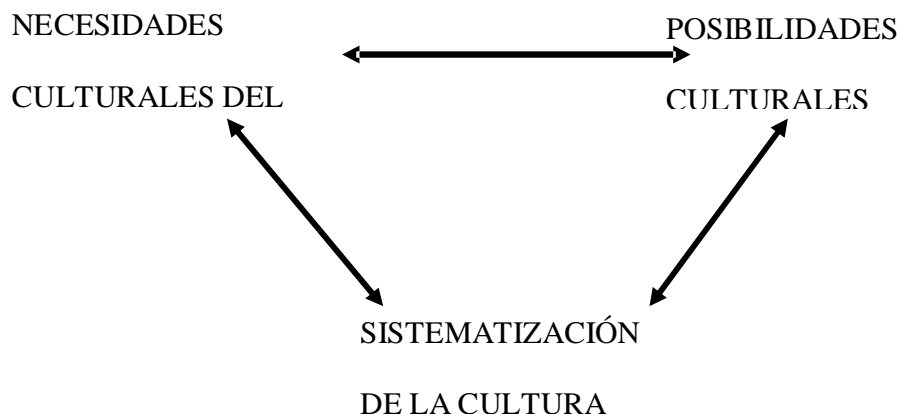 NECESIDADES
CULTURALES DEL
POSIBILIDADES
CULTURALES
SISTEMATIZACIÓN
DE LA CULTURA